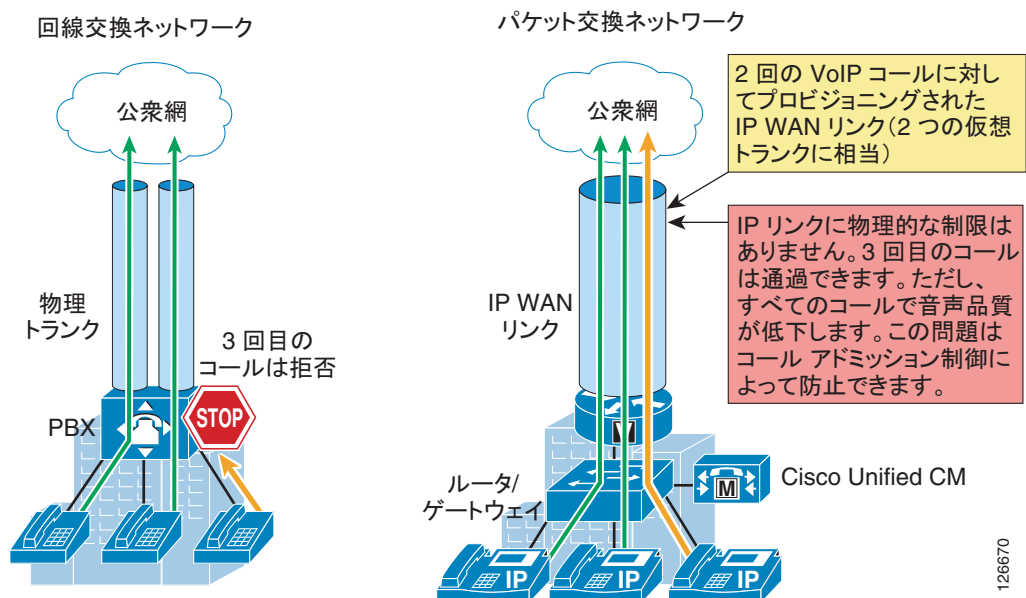 回線交換ネットワーク
公衆網
物理
トランク
3 回目の
コールは拒否
STOP
PBX
パケット交換ネットワーク
公衆網
2 回の VoIP コールに対し
てプロビジョニングされた
IP WAN リンク（2 つの仮想
トランクに相当）
IP リンクに物理的な制限は
ありません。3 回目のコール
は通過できます。ただし、
すべてのコールで音声品質
が低下します。この問題は
コール アドミッション制御に
よって防止できます。
IP WAN
リンク
V
M
Cisco Unified CM
ルータ/
ゲートウェイ
IP
IP
IP
126670